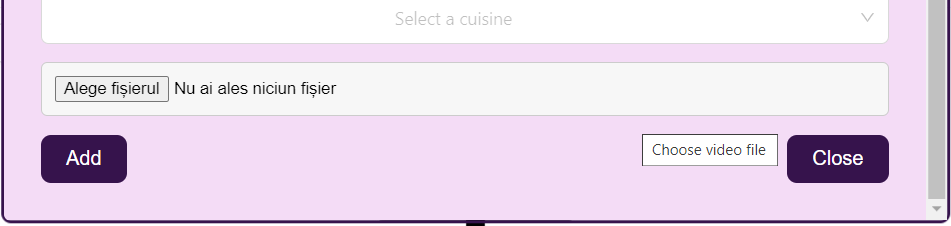 Select a cuisine
Alege fișierul Nu ai ales niciun fișier
Add Choose video file Close